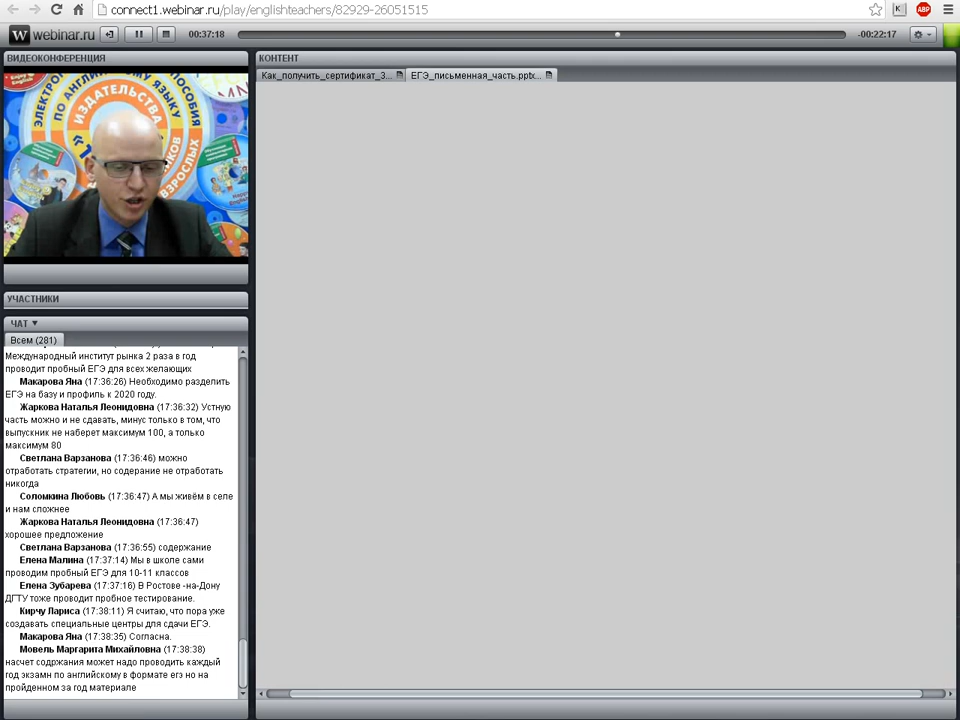 connect1.webinar.ru/play/englishteachers/82929-26051515
K
ABP
W webinar.ru
00:37:18
-00:22:17
ВИДЕОКОНФЕРЕНЦИЯ
ЭЛЕКТРОН
ПО АНГЛИЙСКОМУ ЯЗЫКУ
ИЗДАТЕЛЬСТВА
ВЗРОСЛЫХ
УЧАСТНИКИ
ЧАТ ▼
Всем (281)
Международный институт рынка 2 раза в год
проводит пробный ЕГЭ для всех желающих
Макарова Яна (17:36:26) Необходимо разделить
ЕГЭ на базу и профиль к 2020 году.
Жаркова Наталья Леонидовна (17:36:32) Устную
часть можно и не сдавать, минус только в том, что
выпускник не наберет максимум 100, а только
максимум 80
Светлана Варзанова (17:36:46) можно
отработать стратегии, но содерание не отработать
никогда
Соломкина Любовь (17:36:47) А мы живём в селе
и нам сложнее
Жаркова Наталья Леонидовна (17:36:47)
хорошее предложение
Светлана Варзанова (17:36:55) содержание
Елена Малина (17:37:14) Мы в школе сами
проводим пробный ЕГЭ для 10-11 классов
Елена Зубарева (17:37:16) В Ростове -на-Дону
ДГТУ тоже проводит пробное тестирование.
Кирчу Лариса (17:38:11) Я считаю, что пора уже
создавать специальные центры для сдачи ЕГЭ.
Макарова Яна (17:38:35) Согласна.
Мовель Маргарита Михайловна (17:38:38)
насчет содржания может надо проводить каждый
год экзамн по английскому в формате егэ но на
пройденном за год материале
КОНТЕНТ
Как_получить_сертификат_3...
ЕГЭ_письменная_часть.pptx...